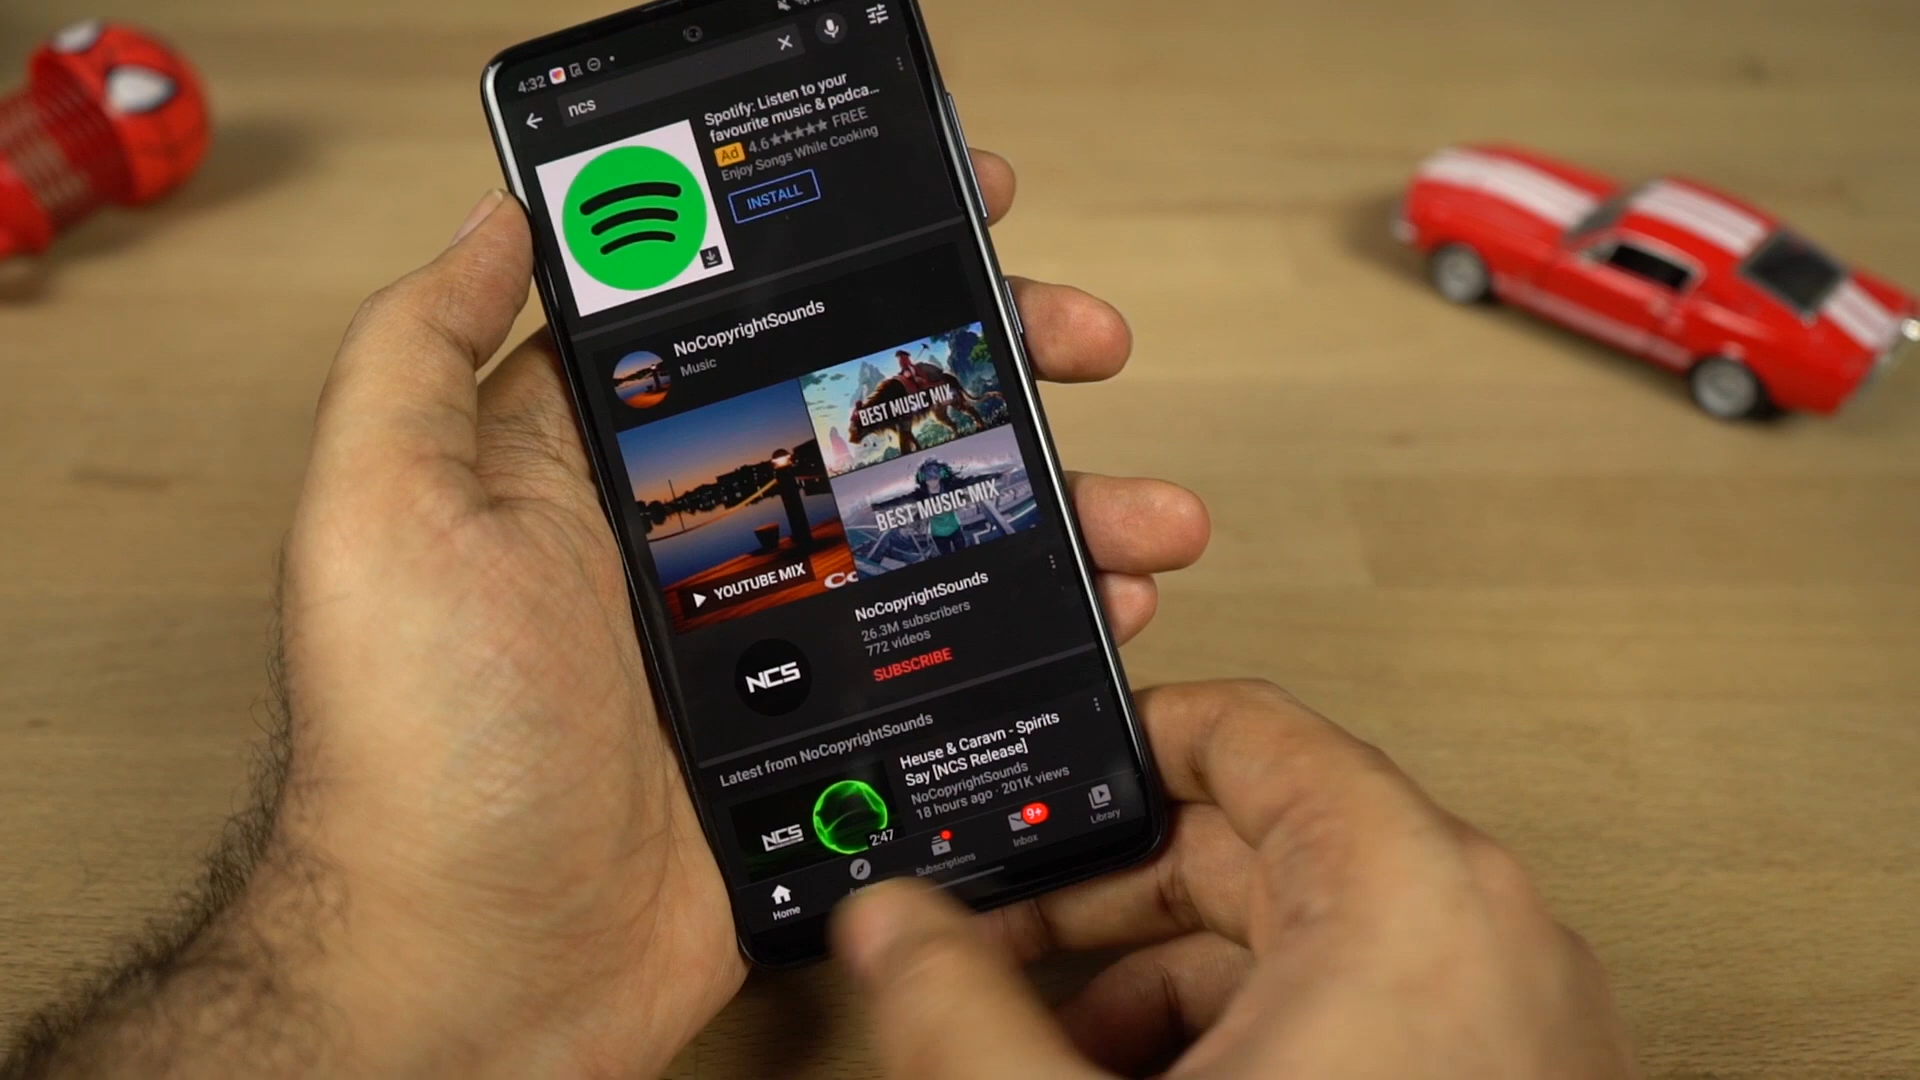 4:32
ncs
Spotify: Listen to your
favourite music & podca...
Ad 4.6★★★★★ FREE
Enjoy Songs While Cooking
INSTALL
NoCopyrightSounds
Music
BEST MUSIC MIX
BEST MUSIC MIX
YOUTUBE MIX
Co
NoCopyrightSounds
26.3M subscribers
772 videos
SUBSCRIBE
NCS
Latest from NoCopyrightSounds
Heuse & Caravn - Spirits
Say [NCS Release]
NoCopyrightSounds
18 hours ago · 201K views
NCS
2:47
Home
Subscriptions
9+
Inbox
Library